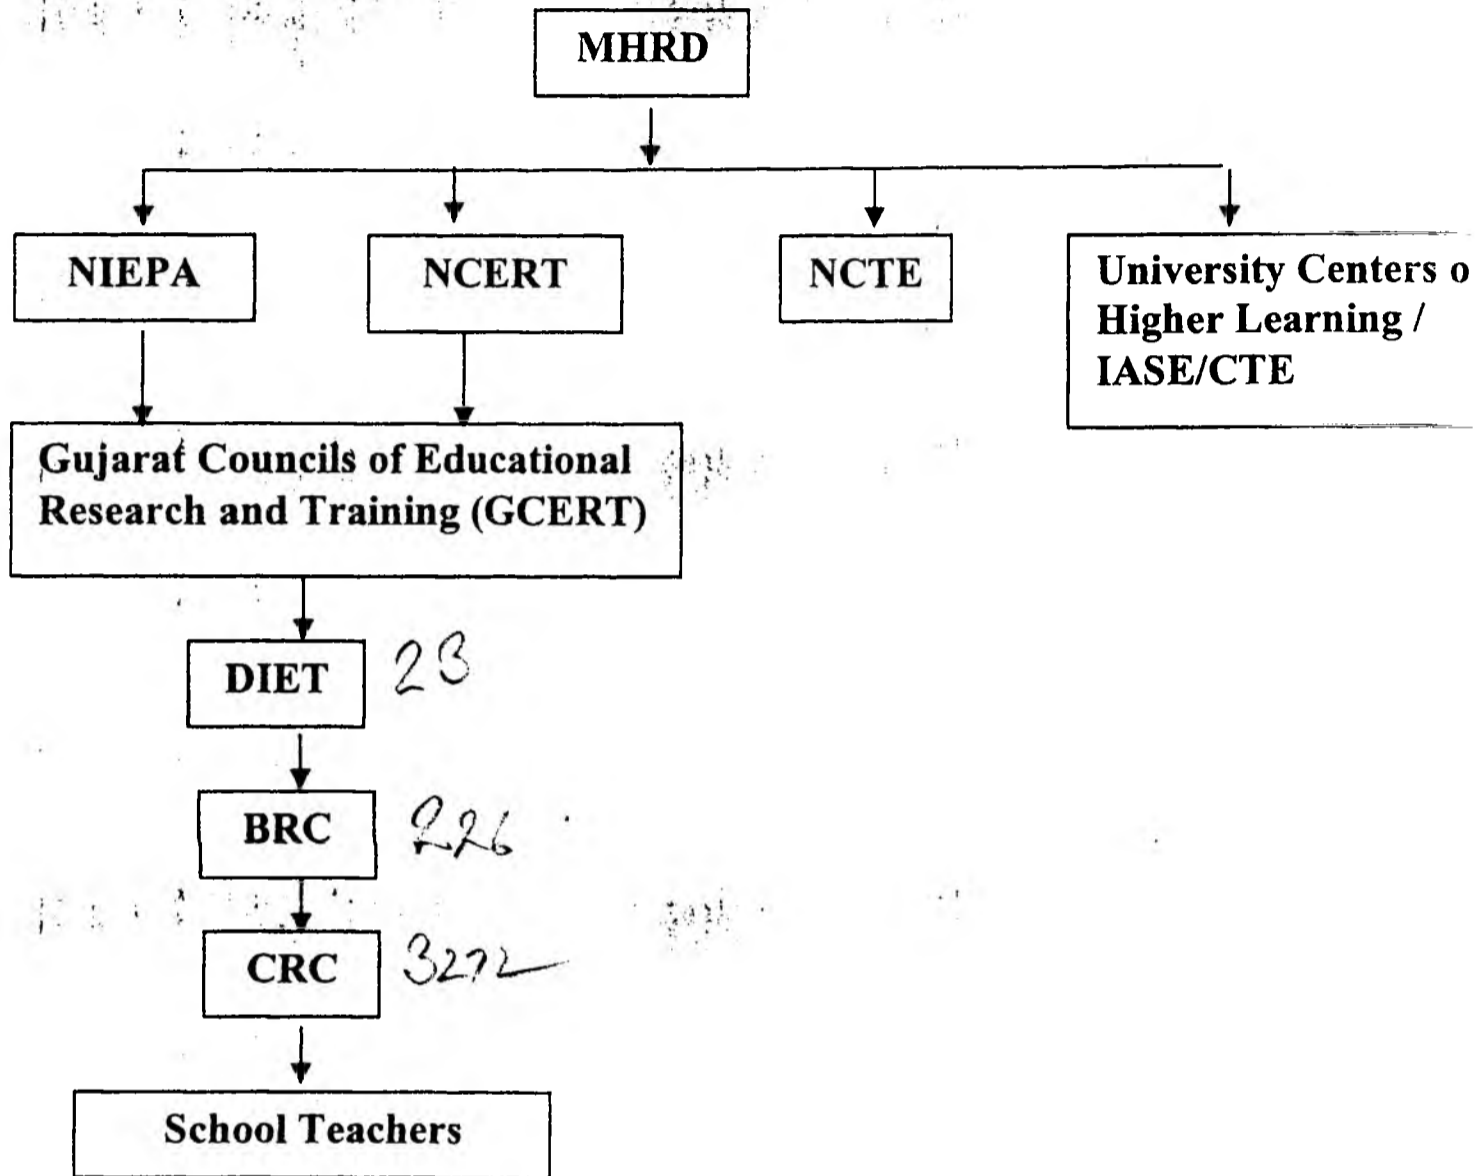 MHRD
NIEPA
NCERT
NCTE
University Centers o
Higher Learning /
IASE/CTE
Gujarat Councils of Educational
Research and Training (GCERT)
DIET
23
BRC
226
CRC
3272
School Teachers